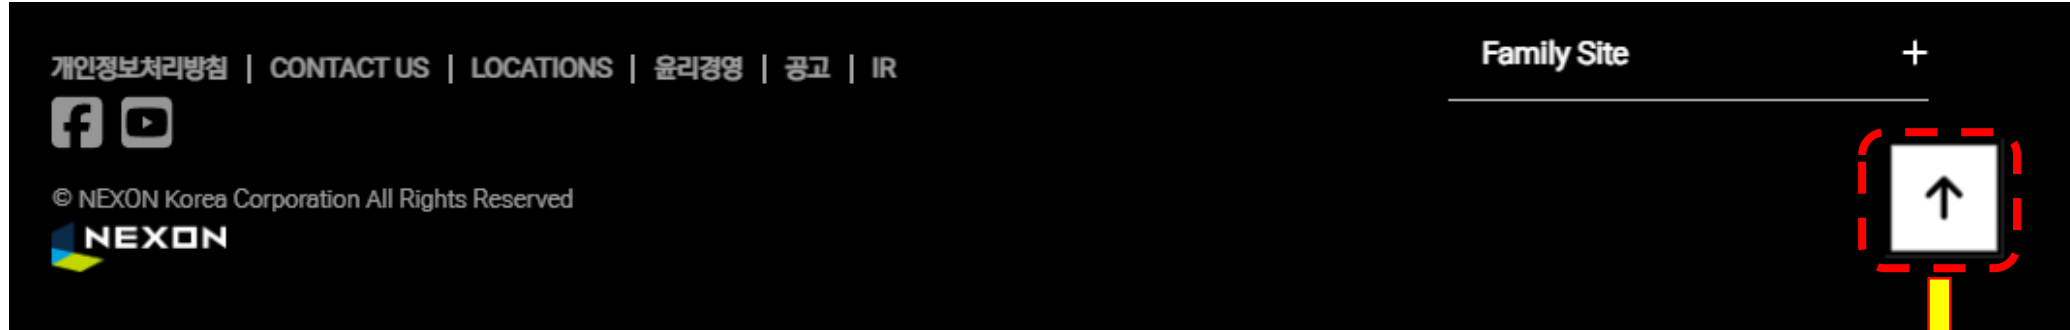 개인정보처리방침 | CONTACT US | LOCATIONS | 윤리경영 | 공고 | IR
Family Site +
© NEXON Korea Corporation All Rights Reserved
NEXON